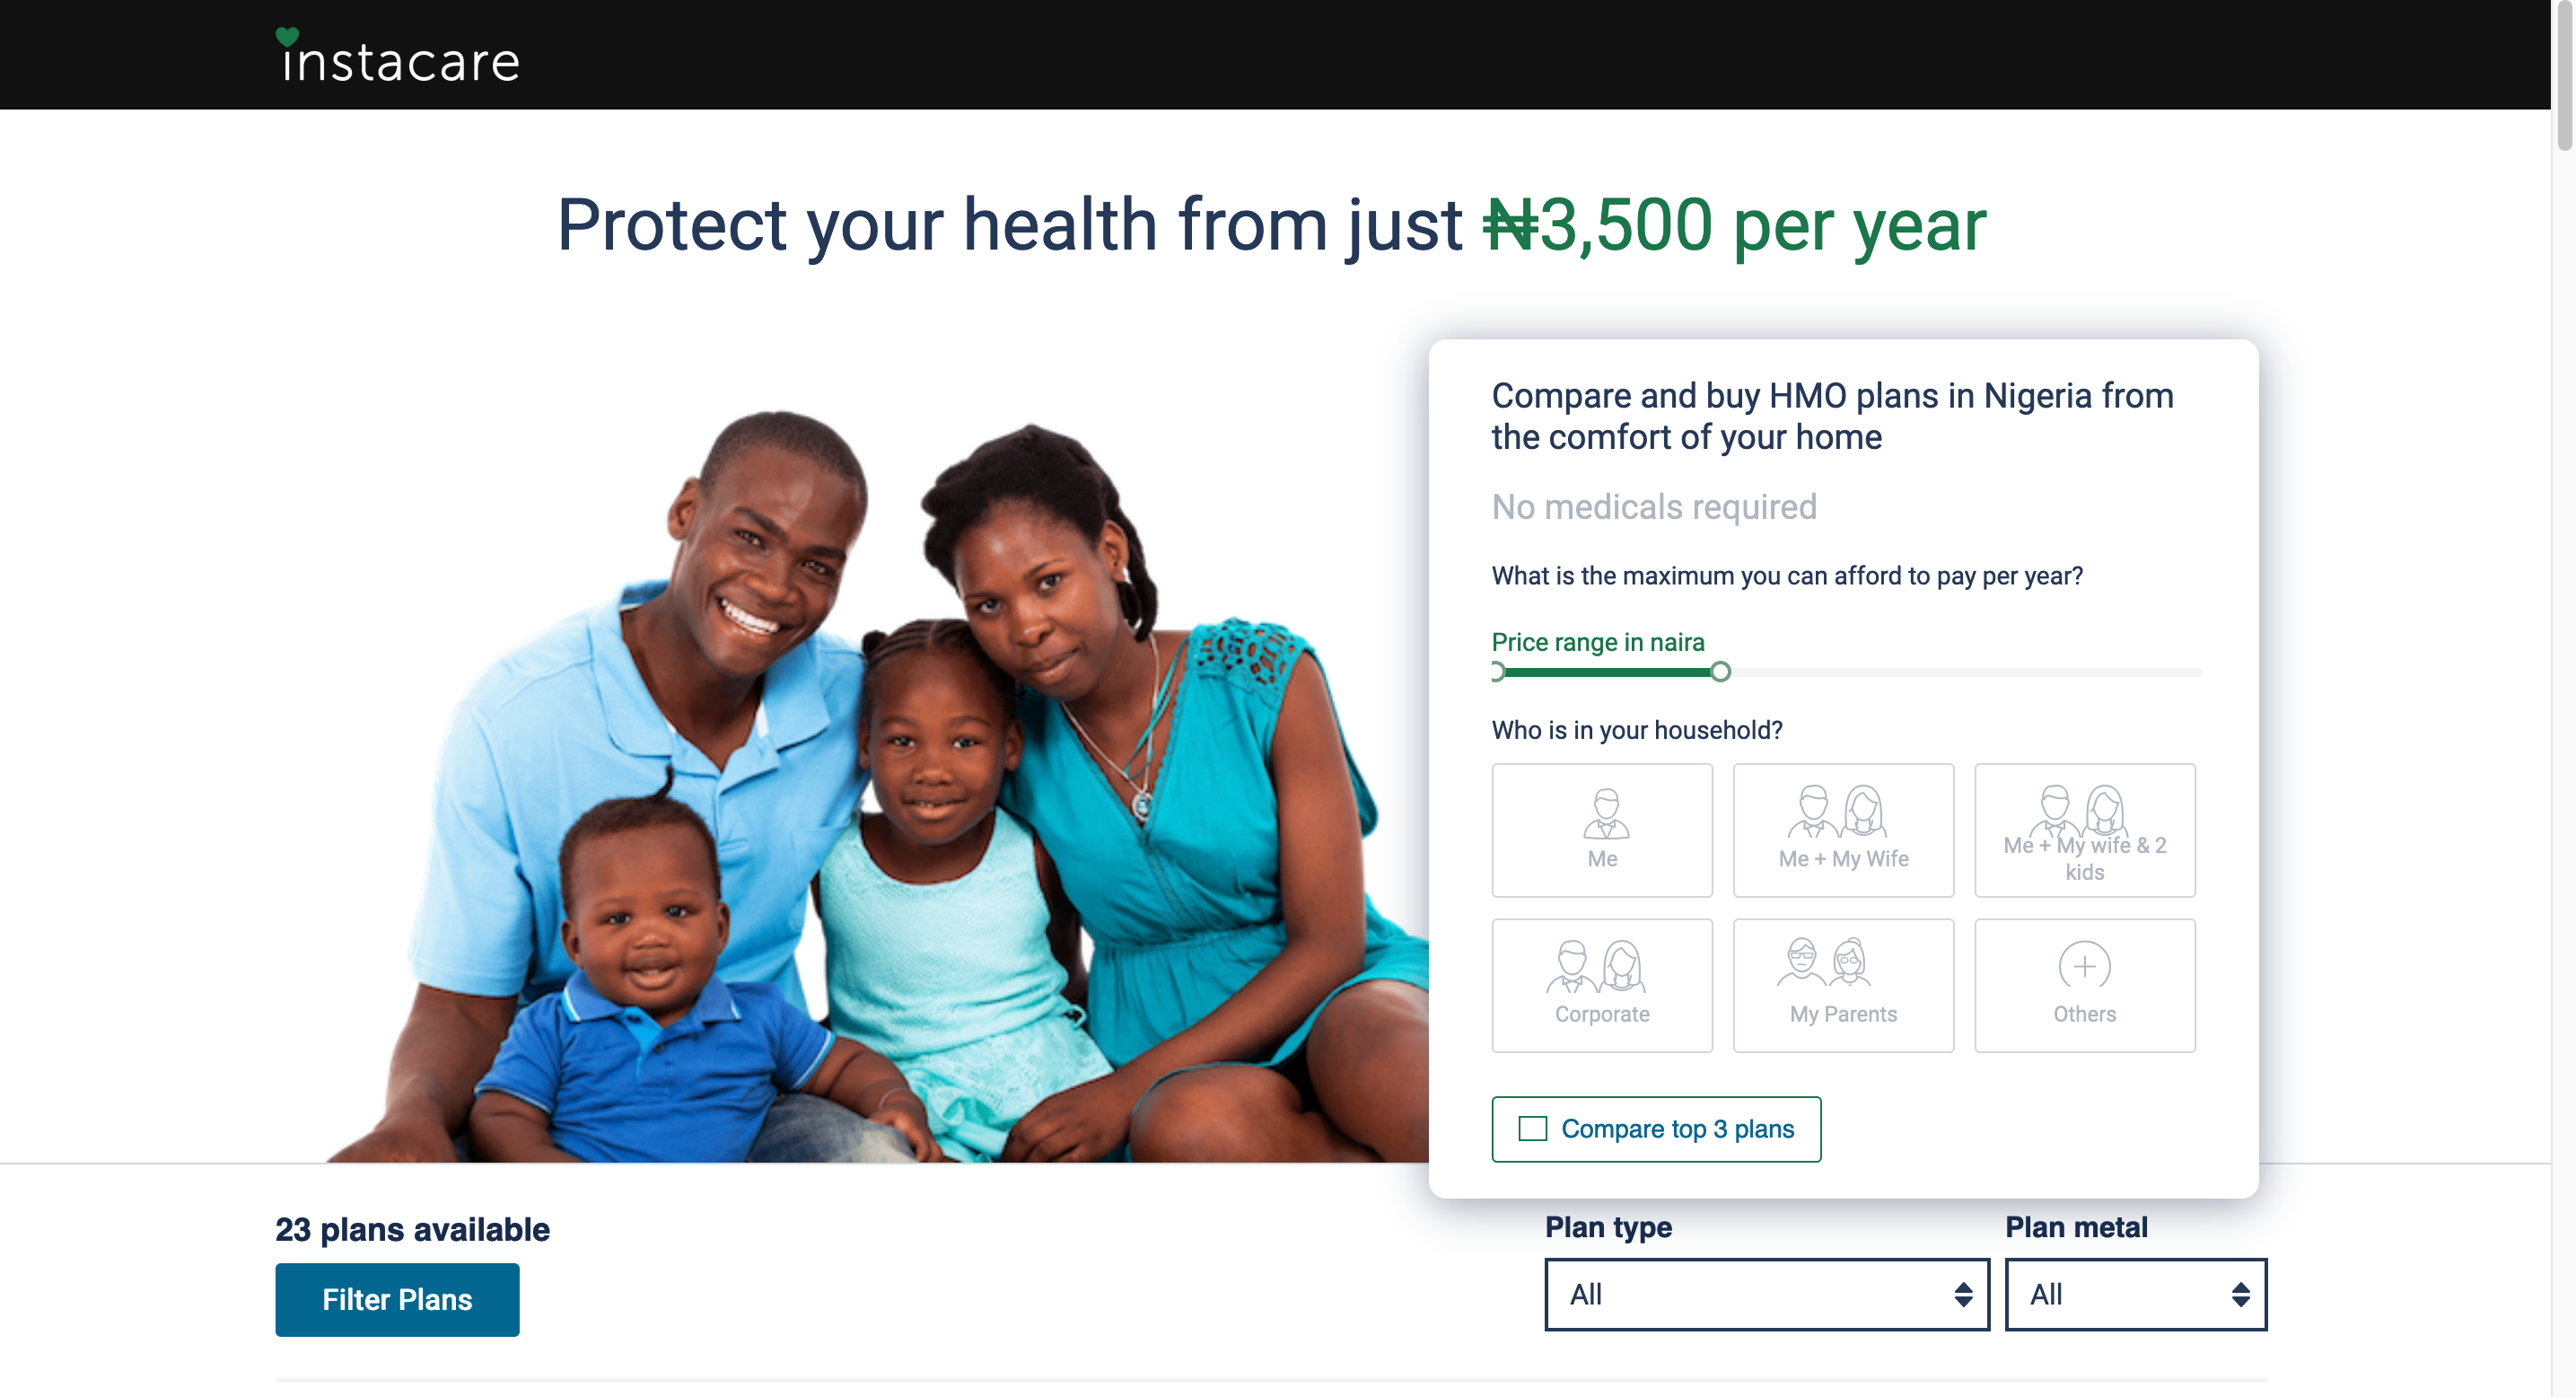 instacare
Protect your health from just ₦3,500 per year
Compare and buy HMO plans in Nigeria from
the comfort of your home
No medicals required
What is the maximum you can afford to pay per year?
Price range in naira
Who is in your household?
Me
Me + My Wife
Me + My wife & 2
kids
Corporate
My Parents
Others
Compare top 3 plans
23 plans available
Filter Plans
Plan type
All
Plan metal
All